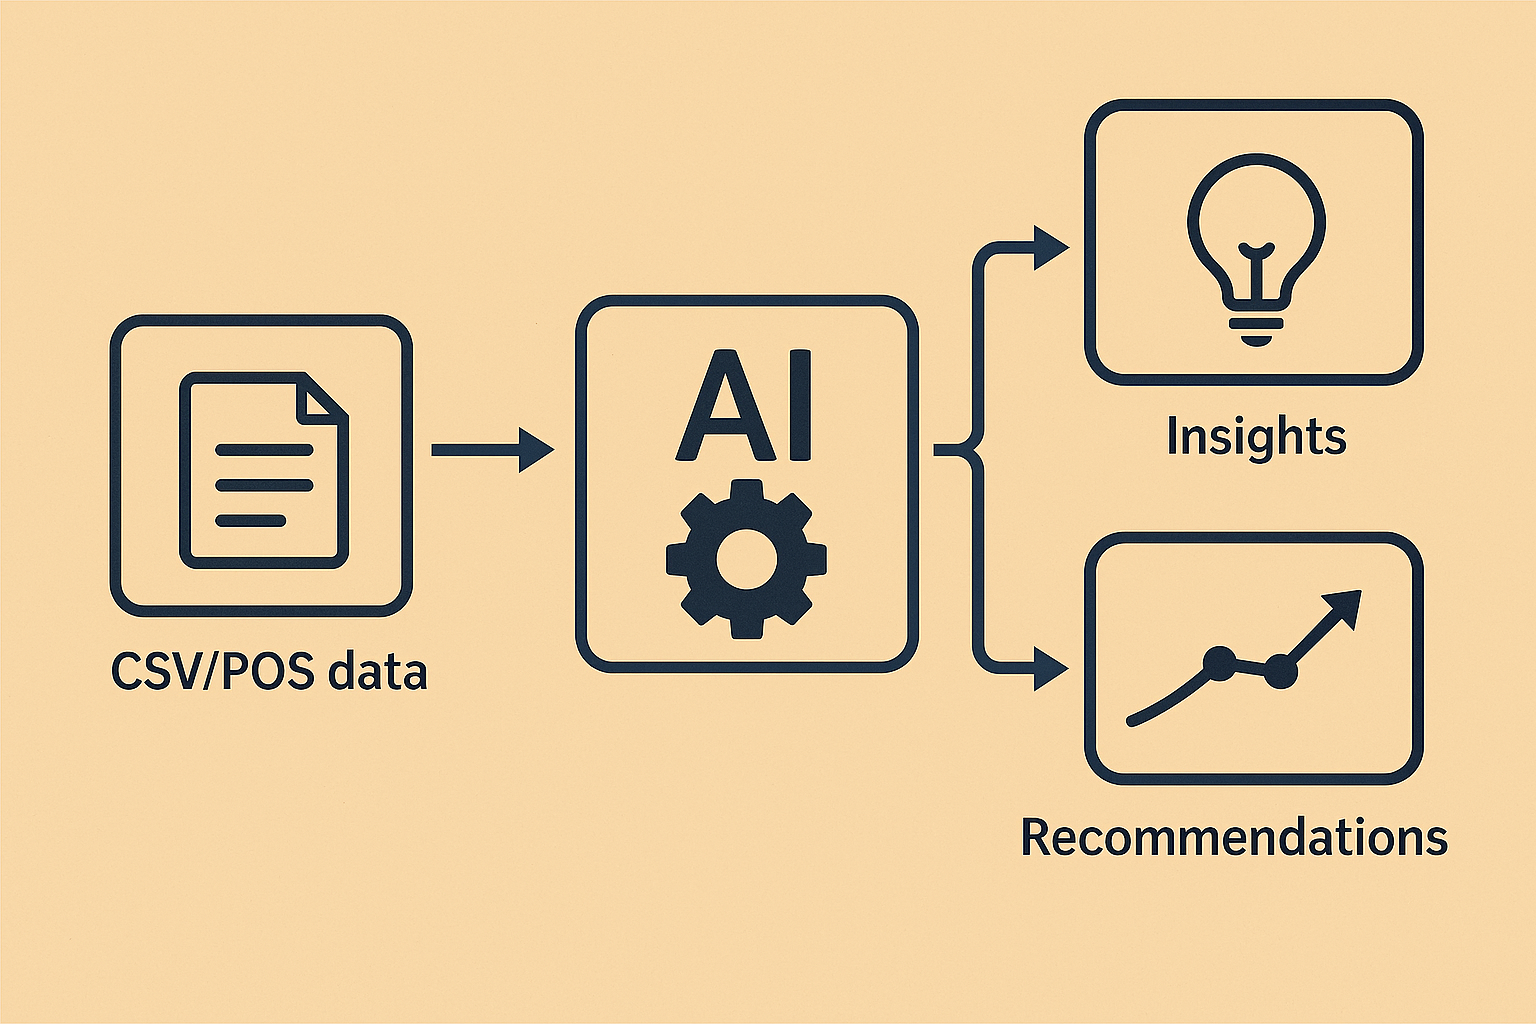 CSV/POS data
AI
Insights
Recommendations